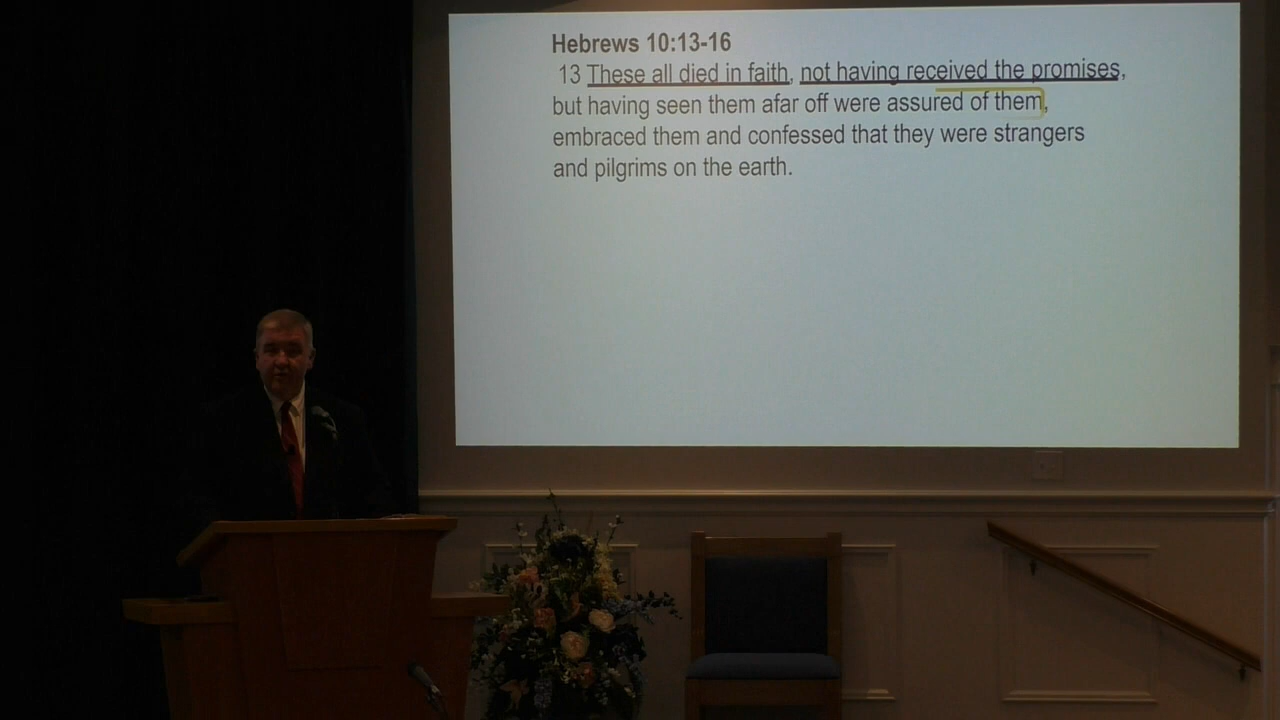 Hebrews 10:13-16
13 These all died in faith, not having received the promises,
but having seen them afar off were assured of them,
embraced them and confessed that they were strangers
and pilgrims on the earth.